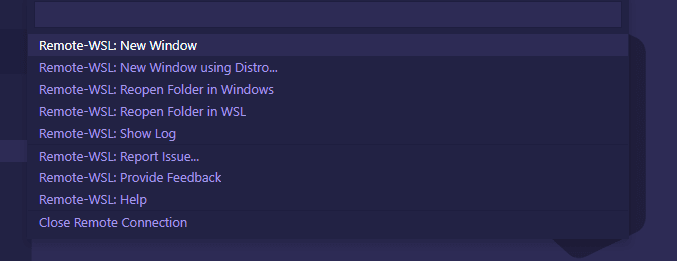 Remote-WSL: New Window
Remote-WSL: New Window using Distro...
Remote-WSL: Reopen Folder in Windows
Remote-WSL: Reopen Folder in WSL
Remote-WSL: Show Log
Remote-WSL: Report Issue...
Remote-WSL: Provide Feedback
Remote-WSL: Help
Close Remote Connection